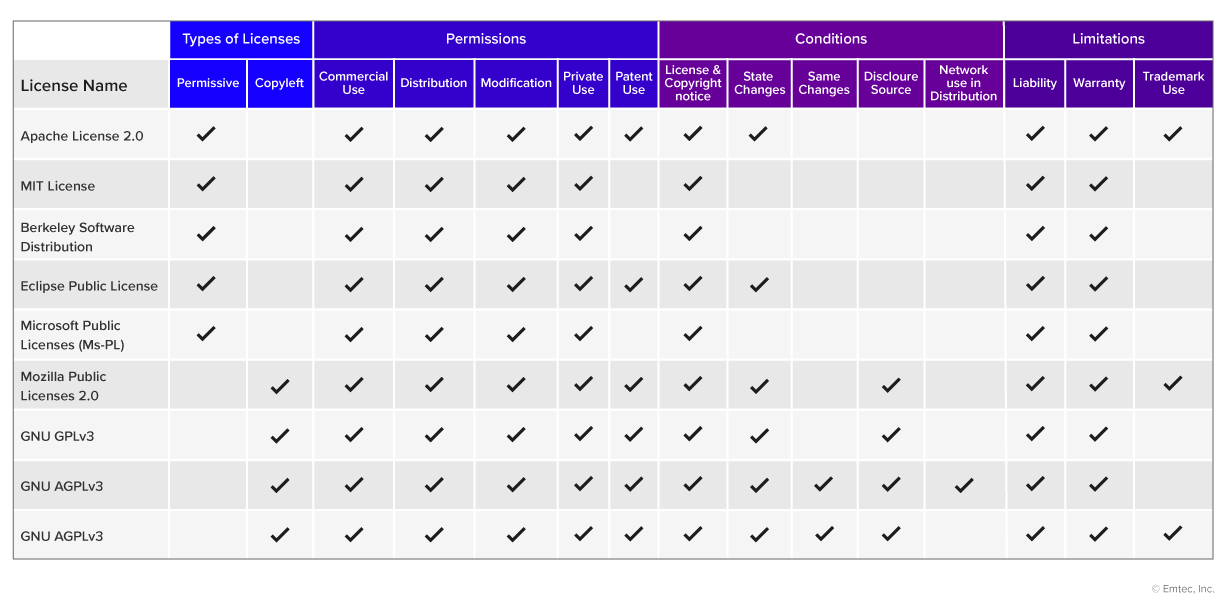 Types of Licenses Permissions Conditions Limitations
License Name
Permissive
Copyleft
Commercial
Use
Distribution
Modification
Private
Use
Patent
Use
License &
Copyright
notice
State
Changes
Same
Changes
Discloure
Source
Network
use in
Distribution
Liability
Warranty
Trademark
Use
Apache License 2.0
MIT License
Berkeley Software
Distribution
Eclipse Public License
Microsoft Public
Licenses (Ms-PL)
Mozilla Public
Licenses 2.0
GNU GPLv3
GNU AGPLv3
GNU AGPLv3
© Emtec, Inc.